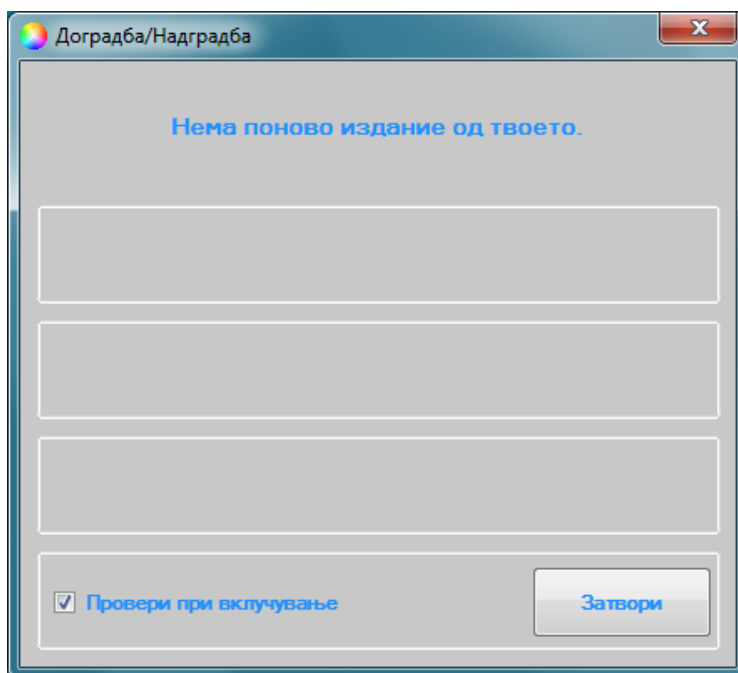 Доградба/Надградба
Нема поново издание од твоето.
Провери при вклучување
Затвори